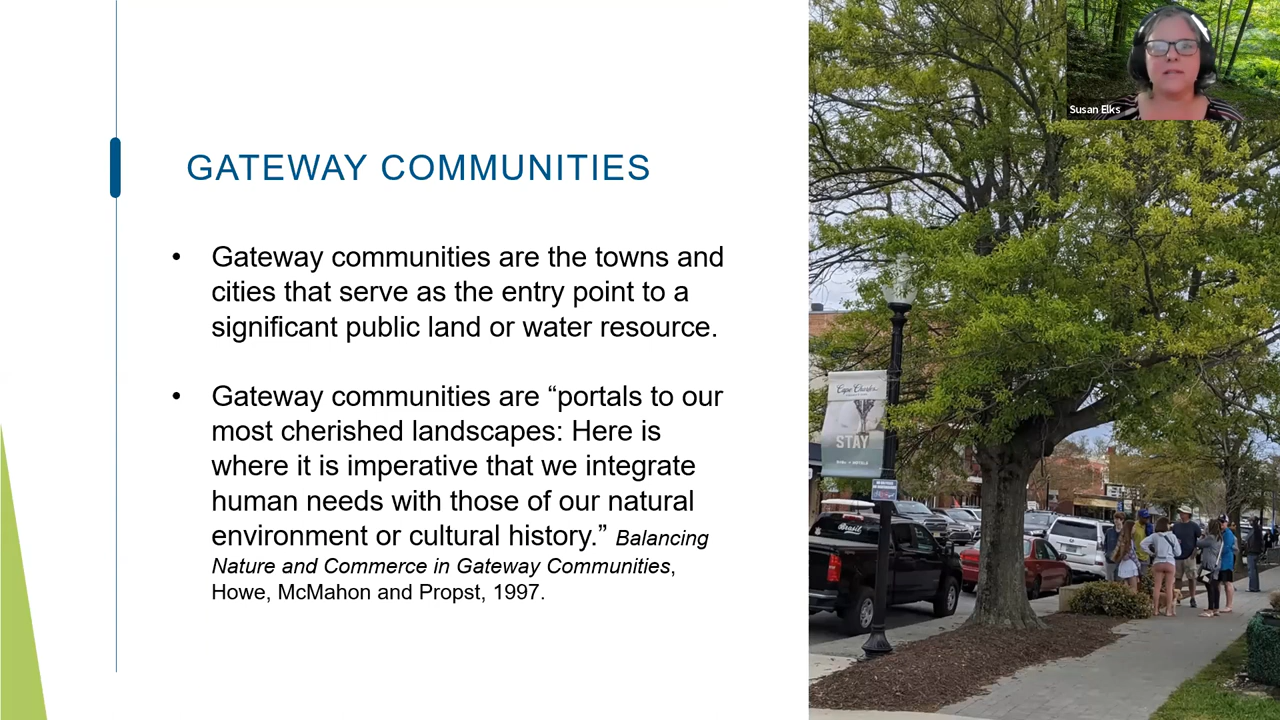 Susan Elks
GATEWAY COMMUNITIES
• Gateway communities are the towns and
cities that serve as the entry point to a
significant public land or water resource.
• Gateway communities are “portals to our
most cherished landscapes: Here is
where it is imperative that we integrate
human needs with those of our natural
environment or cultural history.” Balancing
Nature and Commerce in Gateway Communities,
Howe, McMahon and Propst, 1997.
Cape Charles
STAY
Brasil